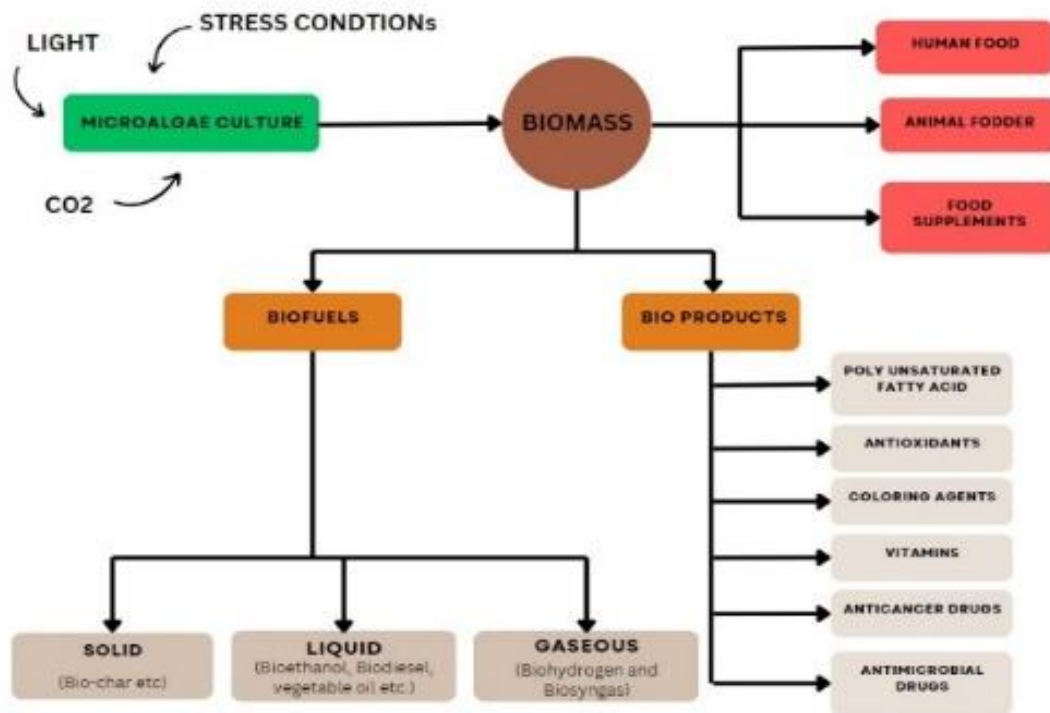 STRESS CONDTIONs
LIGHT
HUMAN FOOD
MICROALGAE CULTURE
BIOMASS
ANIMAL FODDER
CO2
FOOD
SUPPLEMENTS
BIOFUELS
BIO PRODUCTS
POLY UNSATURATED
FATTY ACID
ANTIOXIDANTS
COLORING AGENTS
VITAMINS
ANTICANCER DRUGS
ANTIMICROBIAL
DRUGS
SOLID
(Bio-char etc)
LIQUID
(Bioethanol, Biodiesel,
vegetable oil etc.)
GASEOUS
(Biohydrogen and
Biosyngas)